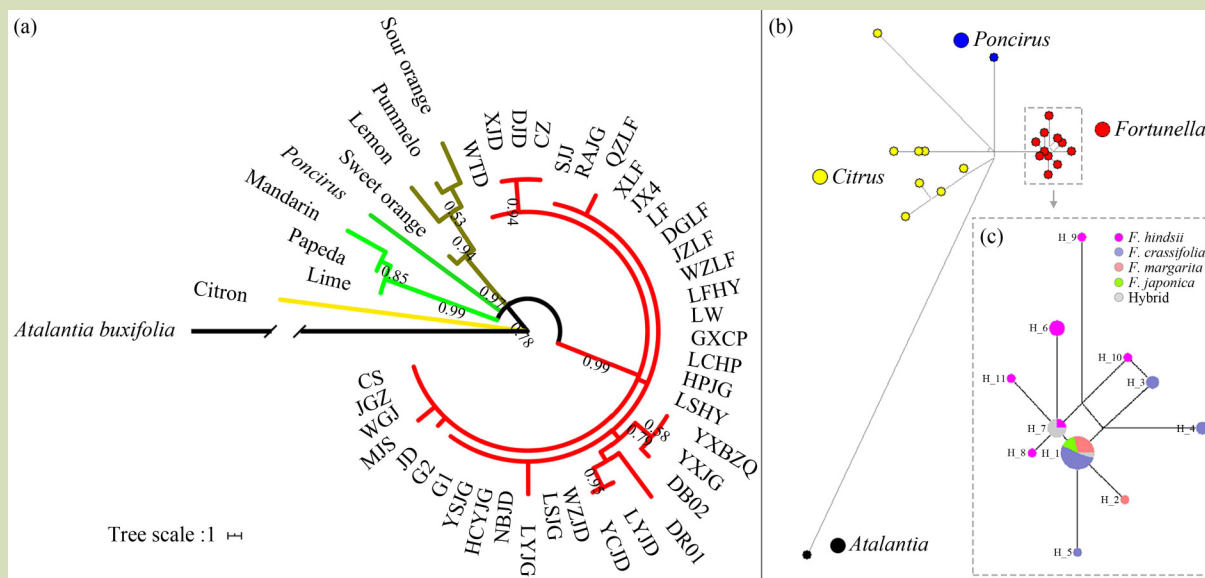 (a)
Sour orange
Pummelo
Lemon
Sweet orange
Poncirus
Mandarin
Papeda
Lime
Citron
Atalantia buxifolia
WTD
XJD
DJD
CZ
SJJ
RAJG
QZLF
XLF
JX4
LF
DGLF
JZLF
WZLF
LFHY
LW
GXCP
LCHP
HPJG
LSHY
YXBZQ
YXJG
DB02
DR01
LYJD
YCJD
WZJD
LSJG
LYJG
NBJD
HCYJG
YSJG
G1
G2
JD
MJS
WGJ
JGZ
CS
0.53
0.94
0.94
0.97
0.85
0.99
0.78
0.99
0.58
0.79
0.95
Tree scale :1
(b)
Poncirus
Fortunella
Citrus
Atalantia
(c)
F. hindsii
F. crassifolia
F. margarita
F. japonica
Hybrid
H_9
H_6
H_10
H_3
H_11
H_7
H_4
H_8
H_1
H_2
H_5